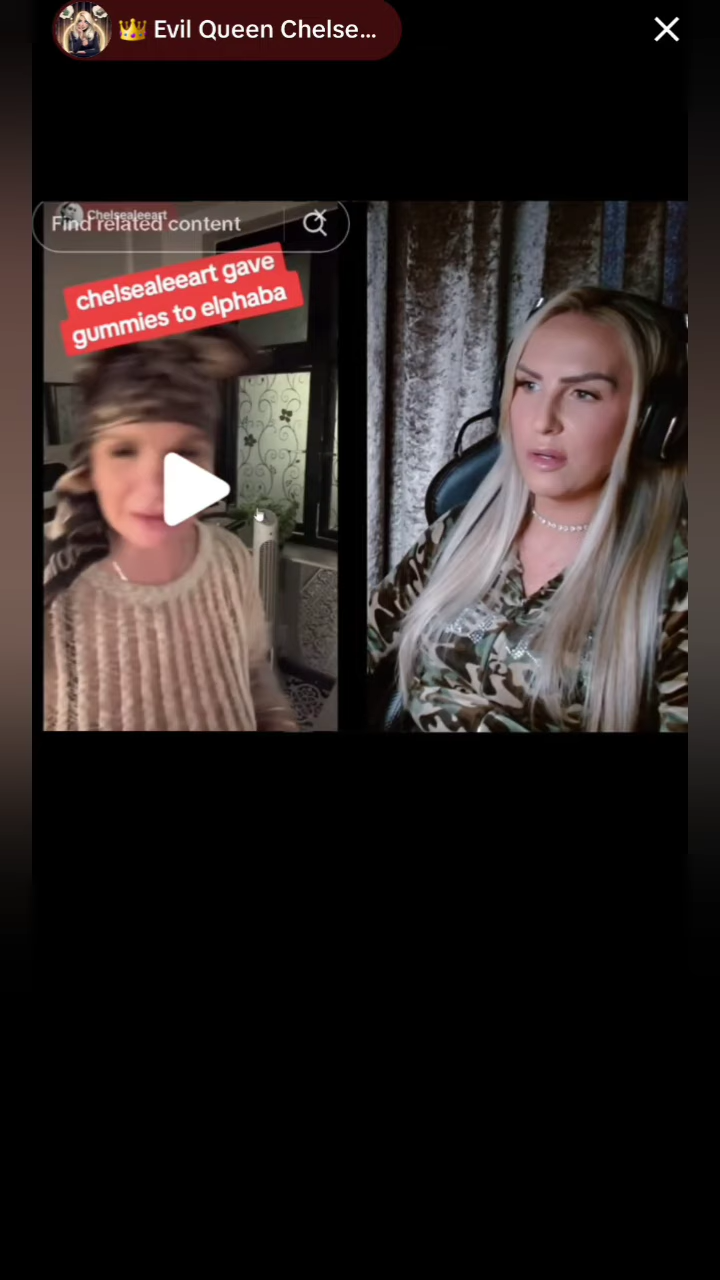 👑 Evil Queen Chelse...
Chelsealeeart
Find related content
chelsealeeart gave
gummies to elphaba